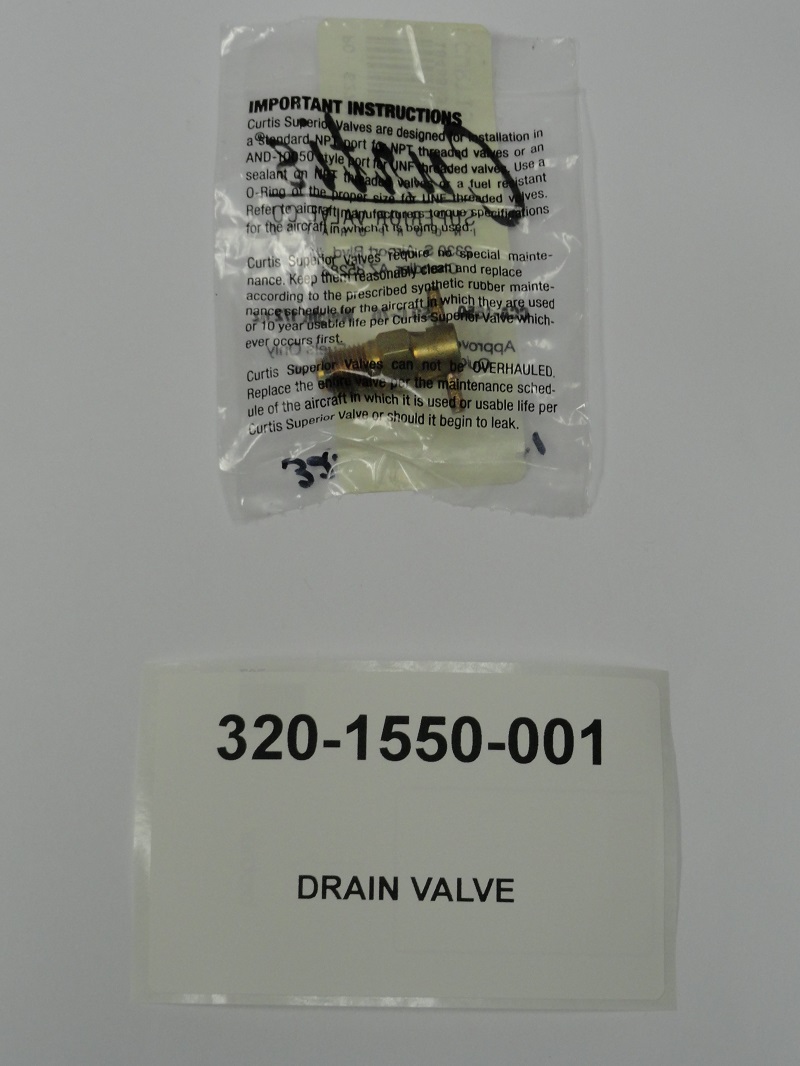 IMPORTANT INSTRUCTIONS
Curtis Superior Valves are designed for installation in
a Standard NPT port for NPT threaded valves or an
AND-10050 style port for UNF threaded valve. Use a
sealant on NPT threaded valves or a fuel resistant
O-Ring of the proper size for UNF threaded valves.
Refer to aircraft manufacturers torque specifications
for the aircraft in which it is being used.
Curtis Superior Valves require no special mainte-
nance. Keep them reasonably clean and replace
according to the prescribed synthetic rubber mainte-
nance schedule for the aircraft in which they are used
or 10 year usable life per Curtis Superior Valve which-
ever occurs first.
Curtis Superior Valves can not be OVERHAULED.
Replace the entire valve per the maintenance sched-
ule of the aircraft in which it is used or usable life per
Curtis Superior Valve or should it begin to leak.
Curtis
SUPERIOR VALVE CO
320-1550-001
DRAIN VALVE